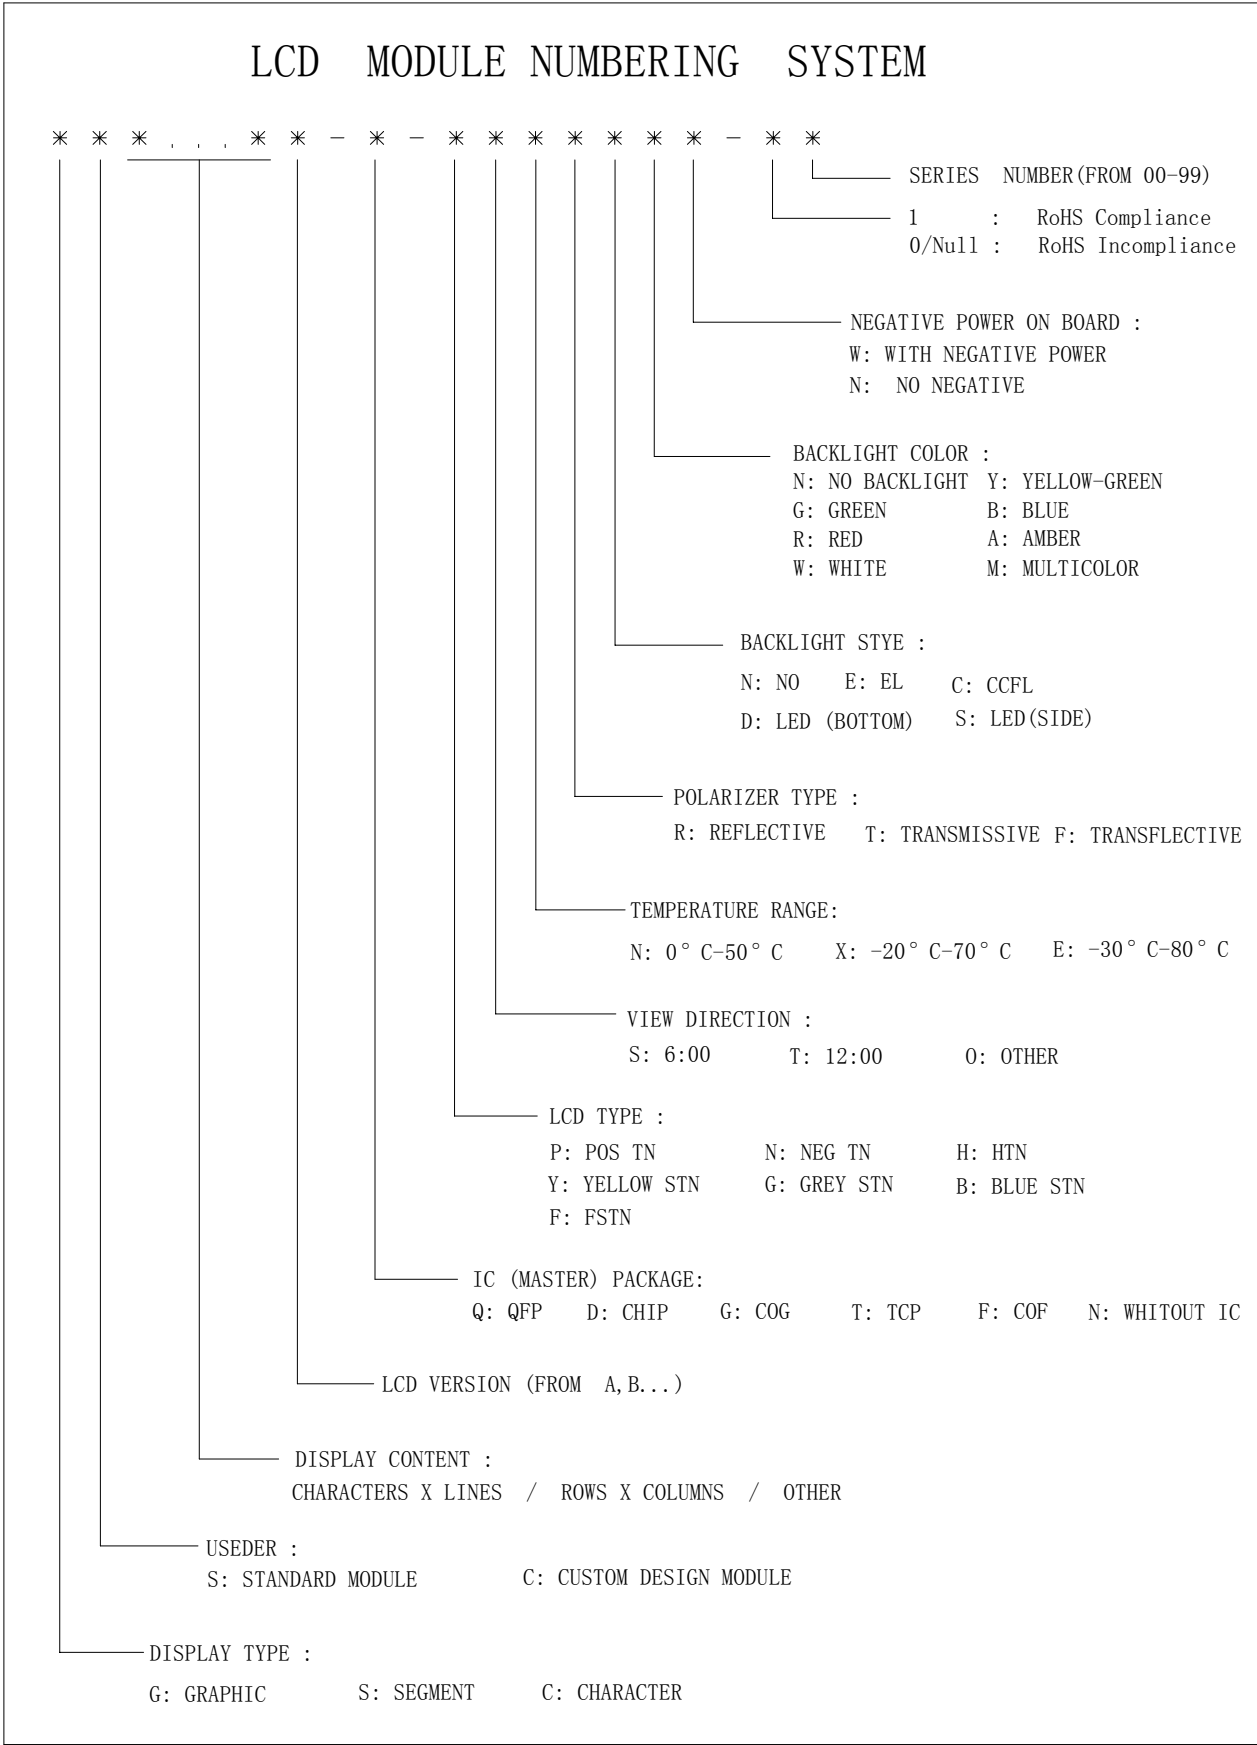 LCD MODULE NUMBERING SYSTEM
* * * . . . * * - * - * * * * * * * - * *
SERIES NUMBER(FROM 00-99)
1 : RoHS Compliance
0/Null : RoHS Incompliance
NEGATIVE POWER ON BOARD :
W: WITH NEGATIVE POWER
N: NO NEGATIVE
BACKLIGHT COLOR :
N: NO BACKLIGHT Y: YELLOW-GREEN
G: GREEN B: BLUE
R: RED A: AMBER
W: WHITE M: MULTICOLOR
BACKLIGHT STYE :
N: NO E: EL C: CCFL
D: LED (BOTTOM) S: LED(SIDE)
POLARIZER TYPE :
R: REFLECTIVE T: TRANSMISSIVE F: TRANSFLECTIVE
TEMPERATURE RANGE:
N: 0° C-50° C X: -20° C-70° C E: -30° C-80° C
VIEW DIRECTION :
S: 6:00 T: 12:00 O: OTHER
LCD TYPE :
P: POS TN N: NEG TN H: HTN
Y: YELLOW STN G: GREY STN B: BLUE STN
F: FSTN
IC (MASTER) PACKAGE:
Q: QFP D: CHIP G: COG T: TCP F: COF N: WHITOUT IC
LCD VERSION (FROM A,B...)
DISPLAY CONTENT :
CHARACTERS X LINES / ROWS X COLUMNS / OTHER
USEDER :
S: STANDARD MODULE C: CUSTOM DESIGN MODULE
DISPLAY TYPE :
G: GRAPHIC S: SEGMENT C: CHARACTER